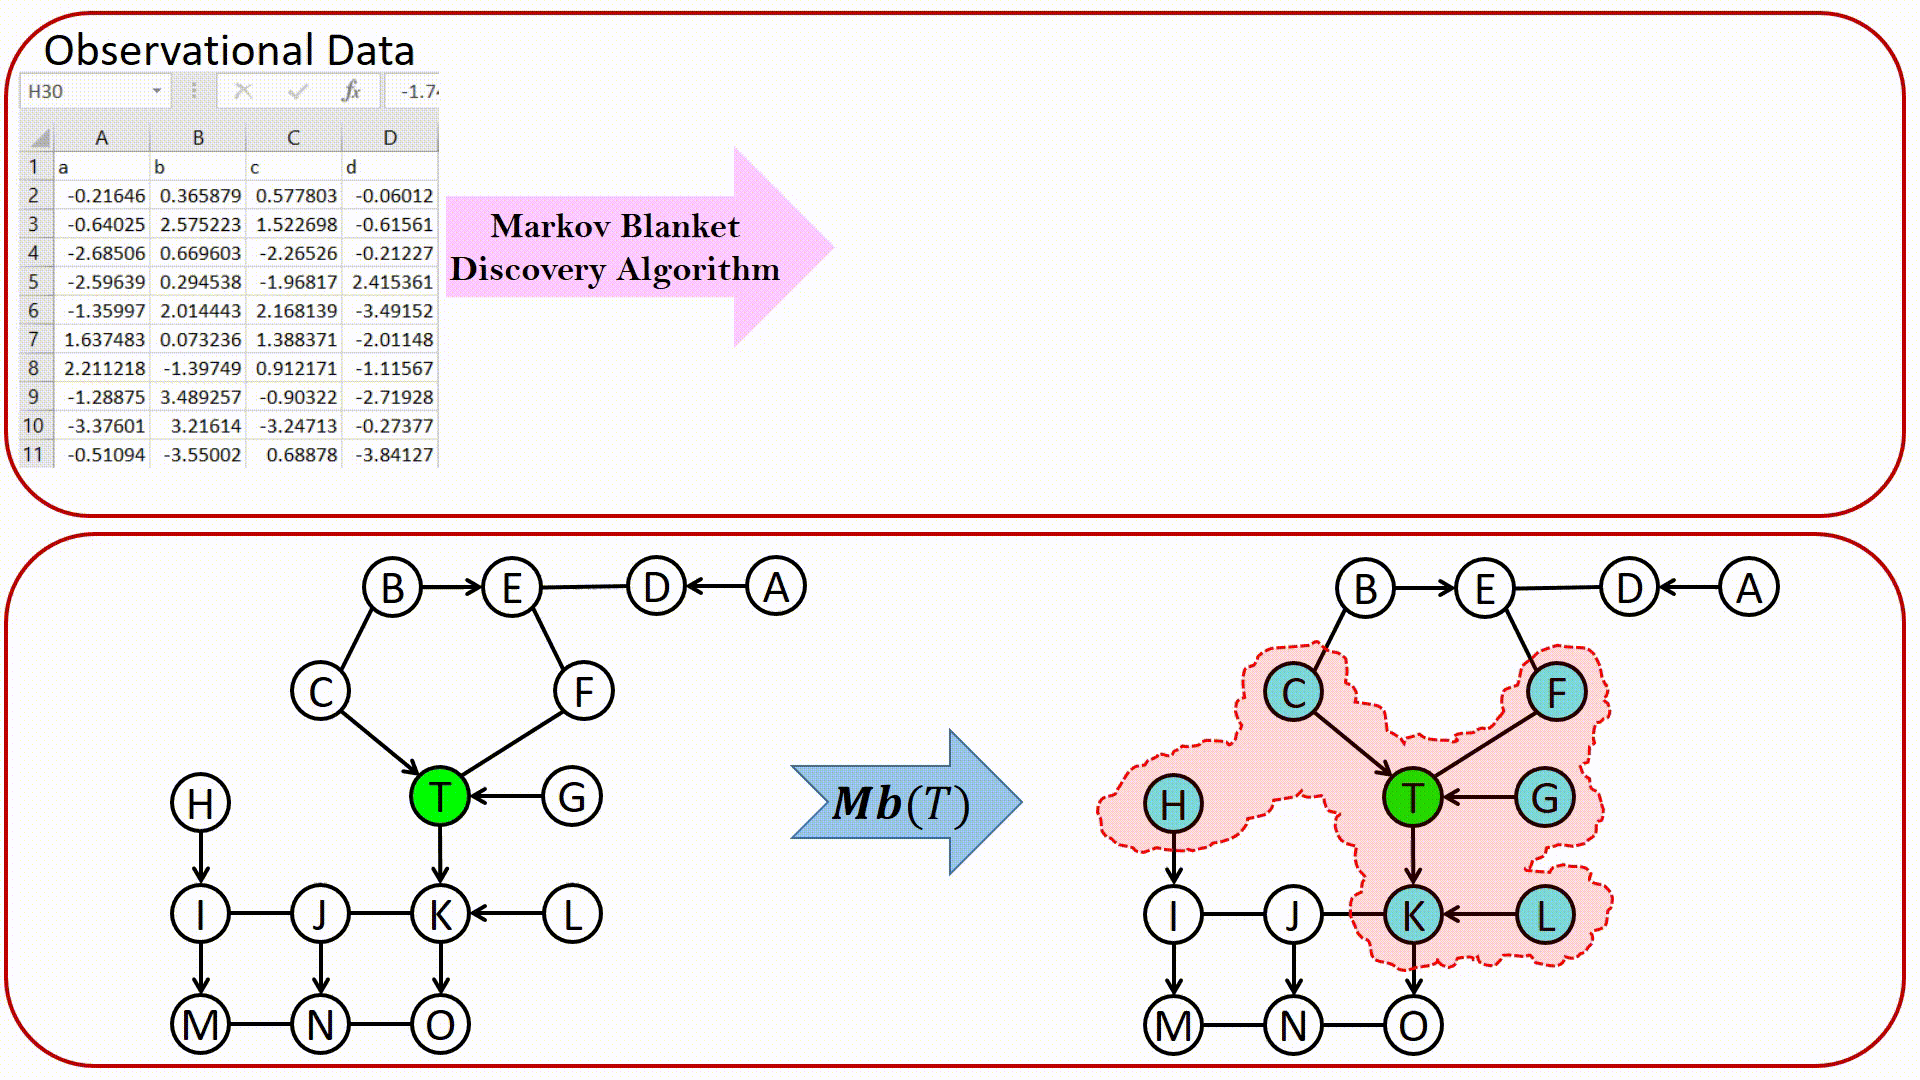 Observational Data
H30 fx -1.74
A B C D
1 a b c d
2 -0.21646 0.365879 0.577803 -0.06012
3 -0.64025 2.575223 1.522698 -0.61561
4 -2.68506 0.669603 -2.26526 -0.21227
5 -2.59639 0.294538 -1.96817 2.415361
6 -1.35997 2.014443 2.168139 -3.49152
7 1.637483 0.073236 1.388371 -2.01148
8 2.211218 -1.39749 0.912171 -1.11567
9 -1.28875 3.489257 -0.90322 -2.71928
10 -3.37601 3.21614 -3.24713 -0.27377
11 -0.51094 -3.55002 0.68878 -3.84127
Markov Blanket
Discovery Algorithm
B E D A
C F
H T G
I J K L
M N O
Mb(T)
B E D A
C F
H T G
I J K L
M N O